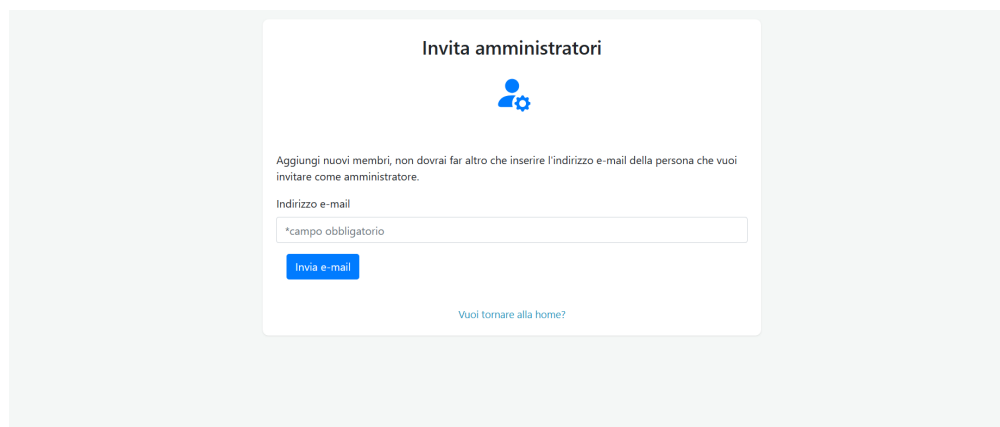 Invita amministratori
Aggiungi nuovi membri, non dovrai far altro che inserire l'indirizzo e-mail della persona che vuoi
invitare come amministratore.
Indirizzo e-mail
*campo obbligatorio
Invia e-mail
Vuoi tornare alla home?